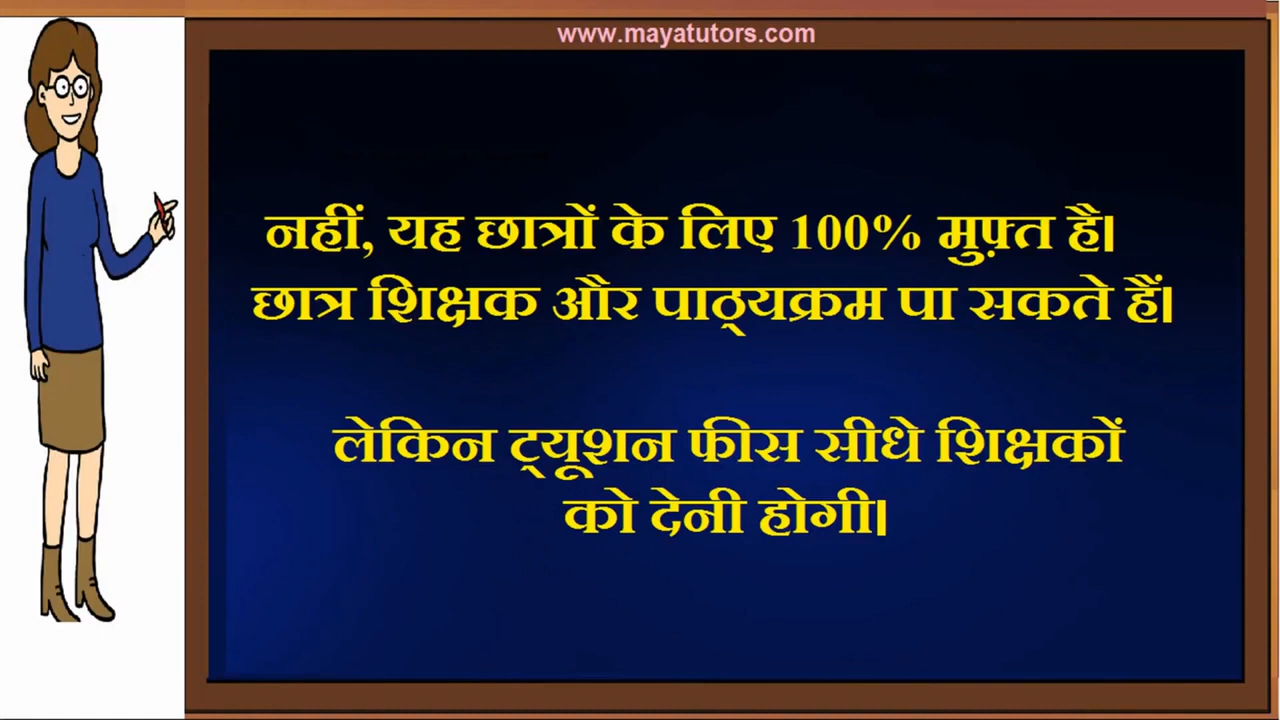 www.mayatutors.com
नहीं, यह छात्रों के लिए 100% मुफ़्त है।
छात्र शिक्षक और पाठ्यक्रम पा सकते हैं।
लेकिन ट्यूशन फीस सीधे शिक्षकों
को देनी होगी।